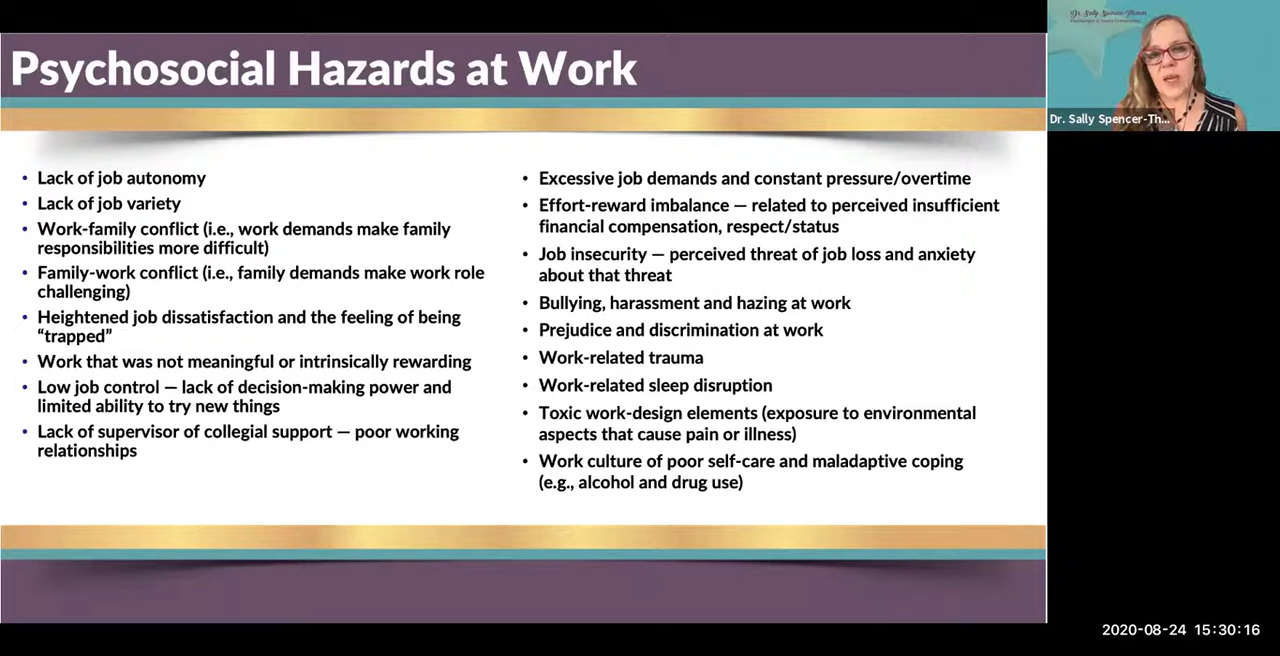 Psychosocial Hazards at Work
• Lack of job autonomy
• Lack of job variety
• Work-family conflict (i.e., work demands make family
responsibilities more difficult)
• Family-work conflict (i.e., family demands make work role
challenging)
• Heightened job dissatisfaction and the feeling of being
“trapped”
• Work that was not meaningful or intrinsically rewarding
• Low job control — lack of decision-making power and
limited ability to try new things
• Lack of supervisor of collegial support — poor working
relationships
• Excessive job demands and constant pressure/overtime
• Effort-reward imbalance — related to perceived insufficient
financial compensation, respect/status
• Job insecurity — perceived threat of job loss and anxiety
about that threat
• Bullying, harassment and hazing at work
• Prejudice and discrimination at work
• Work-related trauma
• Work-related sleep disruption
• Toxic work-design elements (exposure to environmental
aspects that cause pain or illness)
• Work culture of poor self-care and maladaptive coping
(e.g., alcohol and drug use)
Dr. Sally Spencer-Thomas
Dr. Sally Spencer-Th...
2020-08-24 15:30:16